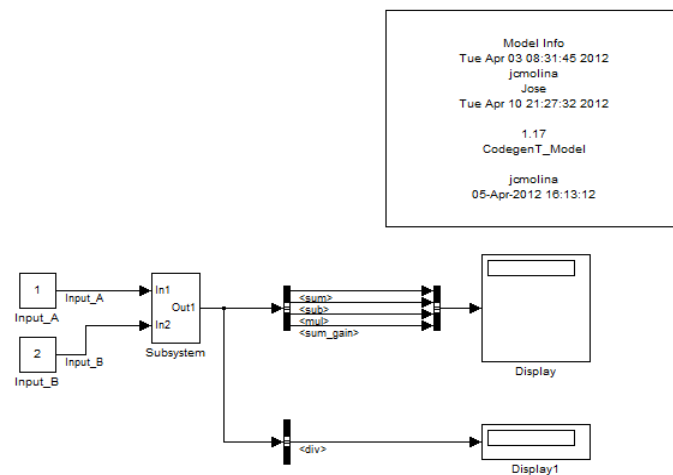 Model Info
Tue Apr 03 08:31:45 2012
jcmolina
Jose
Tue Apr 10 21:27:32 2012
1.17
CodegenT_Model
jcmolina
05-Apr-2012 16:13:12
1
Input_A
Input_A
2
Input_B
Input_B
In1
Out1
In2
Subsystem
<sum>
<sub>
<mul>
<sum_gain>
Display
<div>
Display1